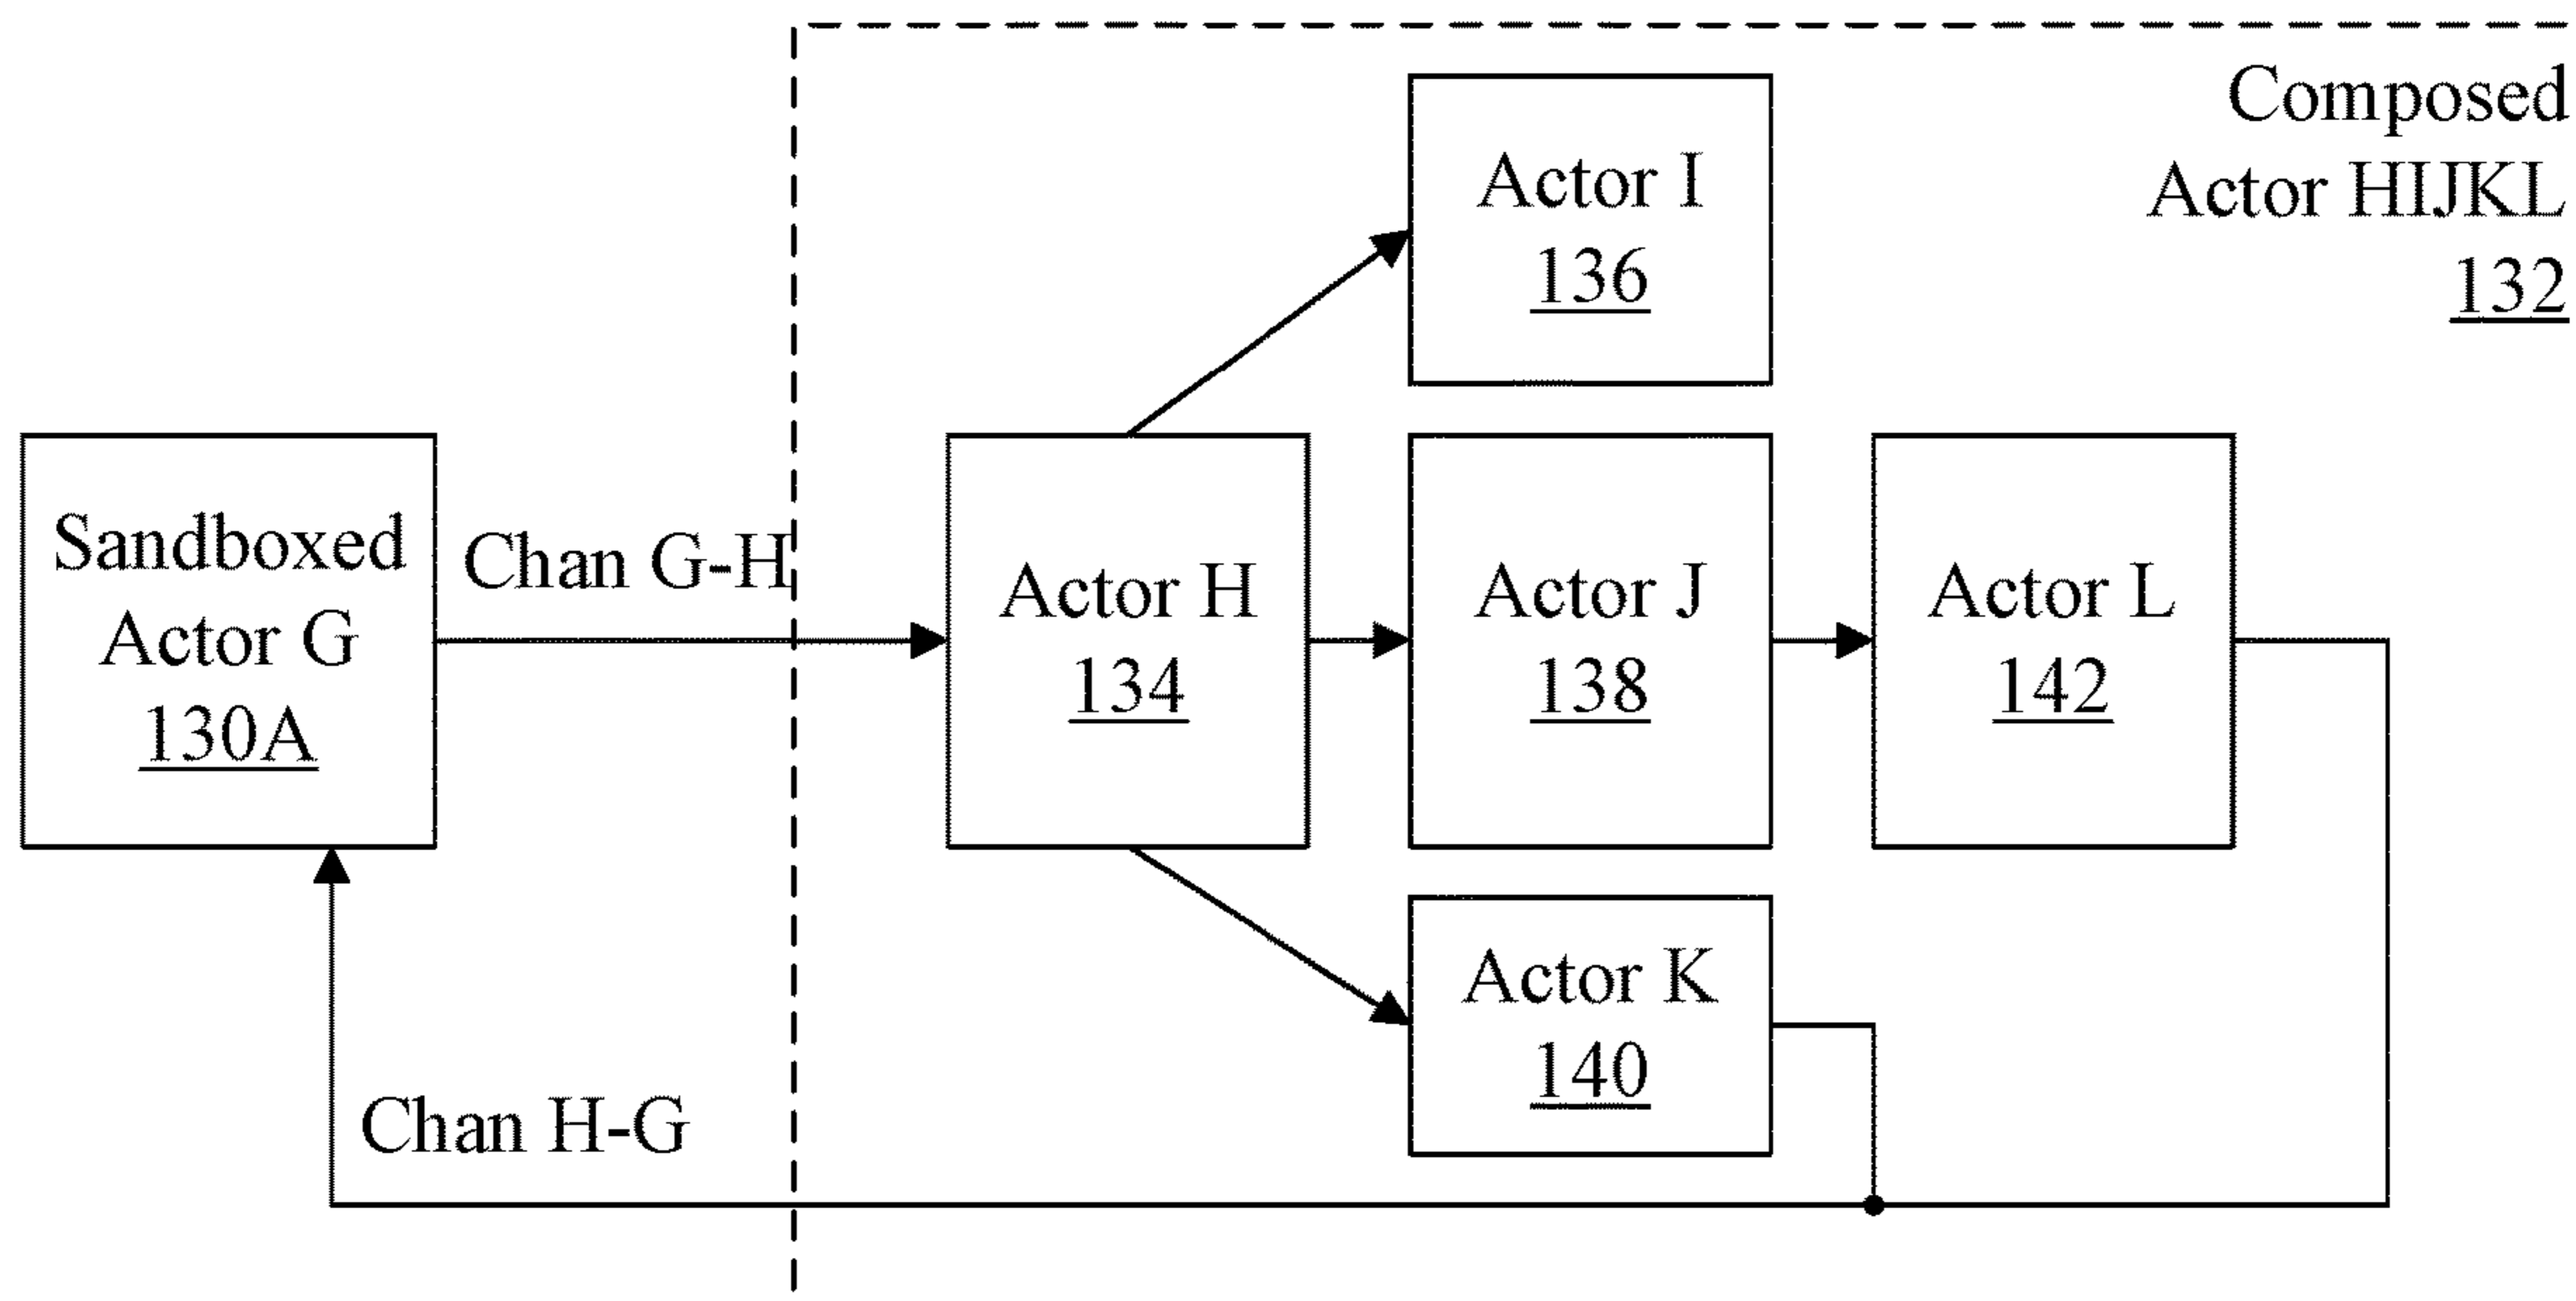 Composed
Actor HIJKL
132
Actor I
136
Sandboxed
Actor G
130A
Chan G-H
Actor H
134
Actor J
138
Actor L
142
Actor K
140
Chan H-G